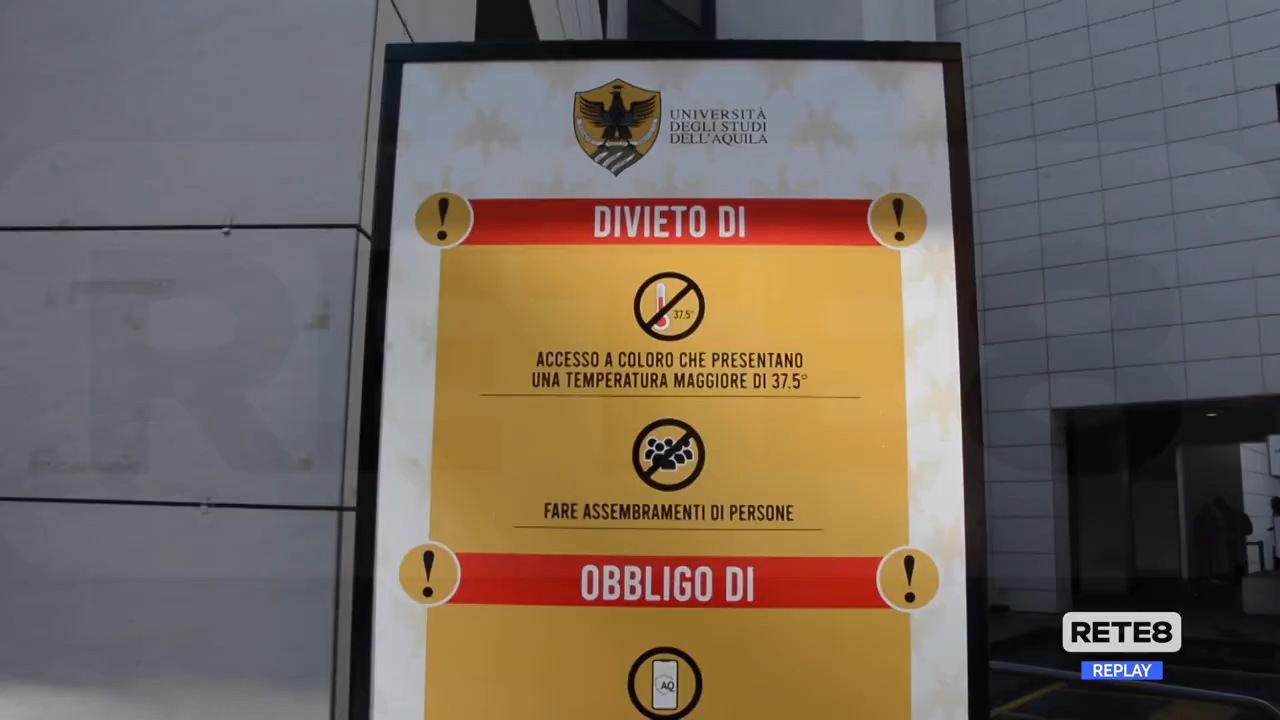 UNIVERSITÀ
DEGLI STUDI
DELL'AQUILA
! DIVIETO DI !
37.5°
ACCESSO A COLORO CHE PRESENTANO
UNA TEMPERATURA MAGGIORE DI 37.5°
FARE ASSEMBRAMENTI DI PERSONE
! OBBLIGO DI !
AQ
RETE8
REPLAY
R 8